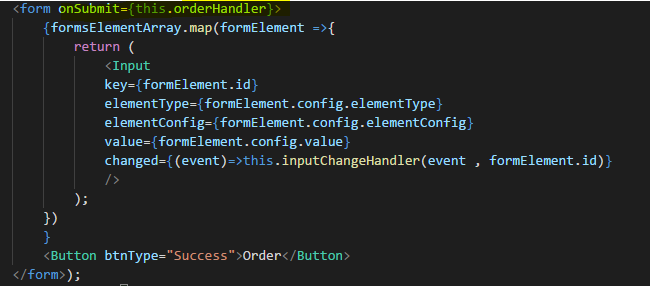 <form onSubmit={this.orderHandler}>
{formsElementArray.map(formElement =>{
return (
<Input
key={formElement.id}
elementType={formElement.config.elementType}
elementConfig={formElement.config.elementConfig}
value={formElement.config.value}
changed={(event)=>this.inputChangeHandler(event , formElement.id)}
/>
);
})
}
<Button btnType="Success">Order</Button>
</form>);